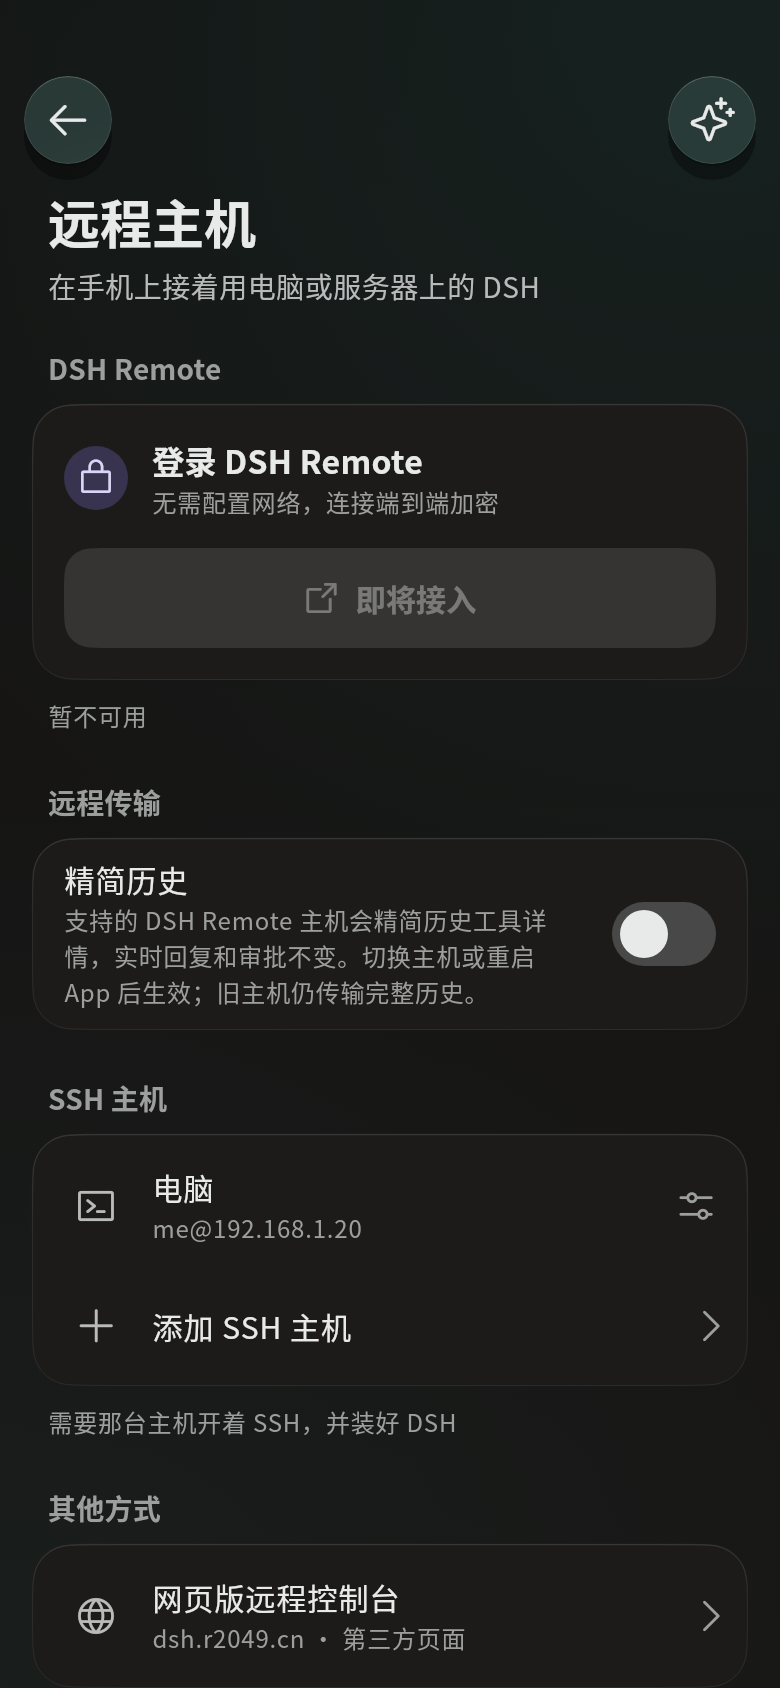 远程主机
在手机上接着用电脑或服务器上的 DSH
DSH Remote
登录 DSH Remote
无需配置网络，连接端到端加密
即将接入
暂不可用
远程传输
精简历史
支持的 DSH Remote 主机会精简历史工具详
情，实时回复和审批不变。切换主机或重启
App 后生效；旧主机仍传输完整历史。
SSH 主机
电脑
me@192.168.1.20
添加 SSH 主机
需要那台主机开着 SSH，并装好 DSH
其他方式
网页版远程控制台
dsh.r2049.cn · 第三方页面